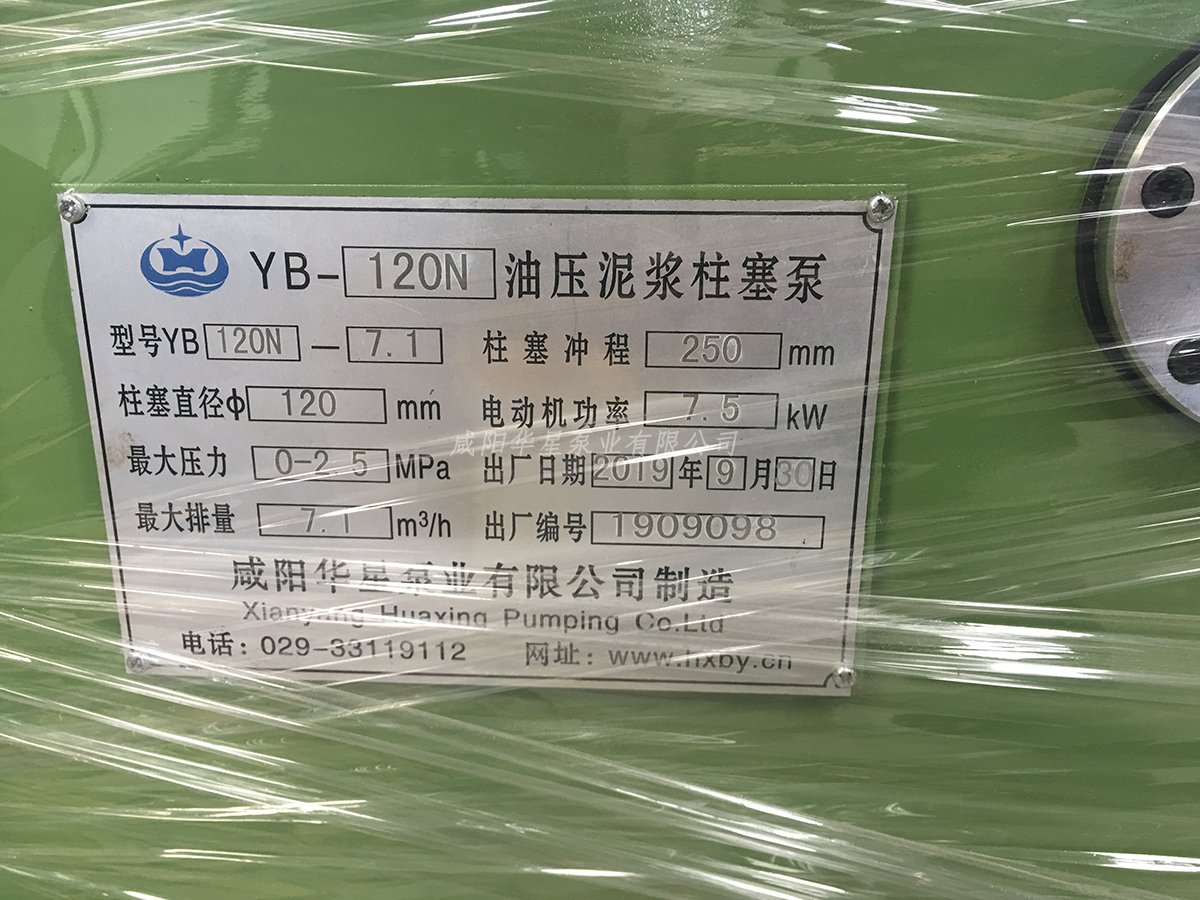 YB-120N 油压泥浆柱塞泵
型号YB 120N — 7.1 柱塞冲程 250 mm
柱塞直径φ 120 mm 电动机功率 7.5 kW
咸阳华星泵业有限公司
最大压力 0-2.5 MPa 出厂日期 2019 年 9 月 30 日
最大排量 7.1 m³/h 出厂编号 1909098
咸阳华星泵业有限公司制造
Xianyang Huaxing Pumping Co.Ltd
电话：029-33119112 网址：www.hxby.cn